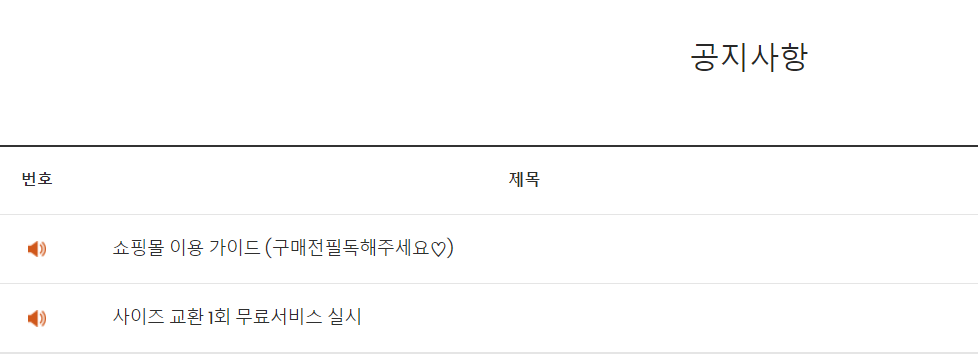 공지사항
번호 제목
쇼핑몰 이용 가이드 (구매전필독해주세요♡)
사이즈 교환 1회 무료서비스 실시